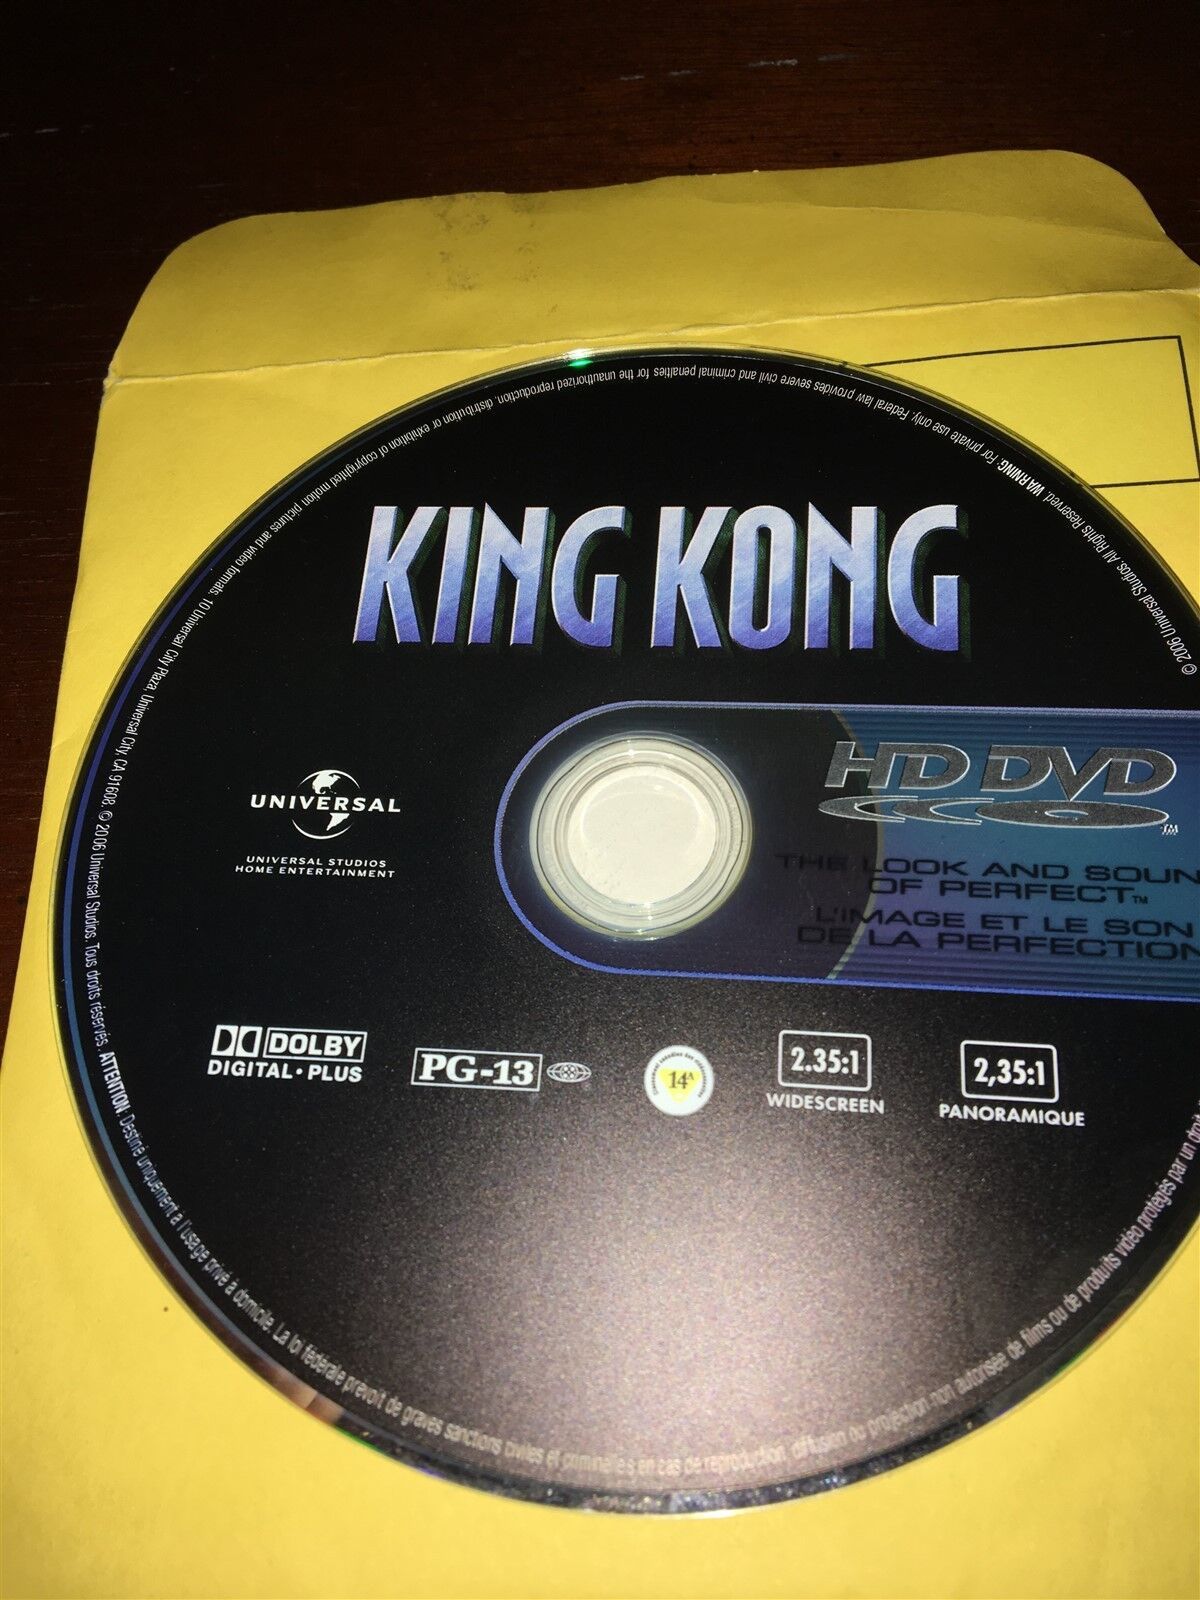 KING KONG
HD DVD
TM
THE LOOK AND SOUN
OF PERFECT™
L'IMAGE ET LE SON
DE LA PERFECTION
UNIVERSAL
UNIVERSAL STUDIOS
HOME ENTERTAINMENT
DOLBY
DIGITAL • PLUS
PG-13
14A
2.35:1
WIDESCREEN
2,35:1
PANORAMIQUE
© 2006 Universal Studios. All Rights Reserved. WARNING: For private use only. Federal law provides severe civil and criminal penalties for the unauthorized reproduction, distribution or exhibition of copyrighted motion pictures and video formats. 10 Universal City Plaza, Universal City, CA 91608. © 2006 Universal Studios. Tous droits réservés. ATTENTION: Destiné uniquement à l'usage privé à domicile. La loi fédérale prévoit de graves sanctions civiles et criminelles en cas de reproduction, diffusion ou projection non autorisée de films ou de produits vidéo protégés par un droit